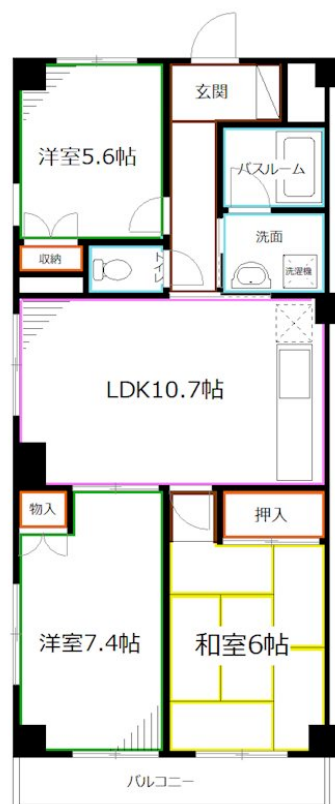 玄関
洋室5.6帖
バスルーム
洗面
収納
トイレ
洗濯機
LDK10.7帖
物入
押入
洋室7.4帖
和室6帖
バルコニー